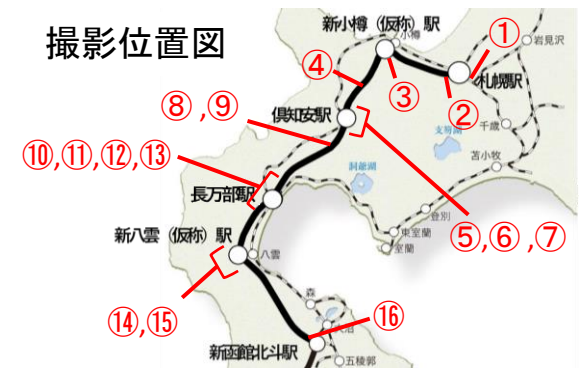 撮影位置図
新小樽（仮称）駅
小樽
①
岩見沢
④
札幌駅
③
②
⑧ ,⑨
倶知安駅
支笏湖
千歳
苫小牧
⑩,⑪,⑫,⑬
洞爺湖
長万部駅
登別
東室蘭
室蘭
⑤,⑥ ,⑦
新八雲（仮称）駅
八雲
⑭,⑮
森
⑯
大沼
新函館北斗駅
五稜郭